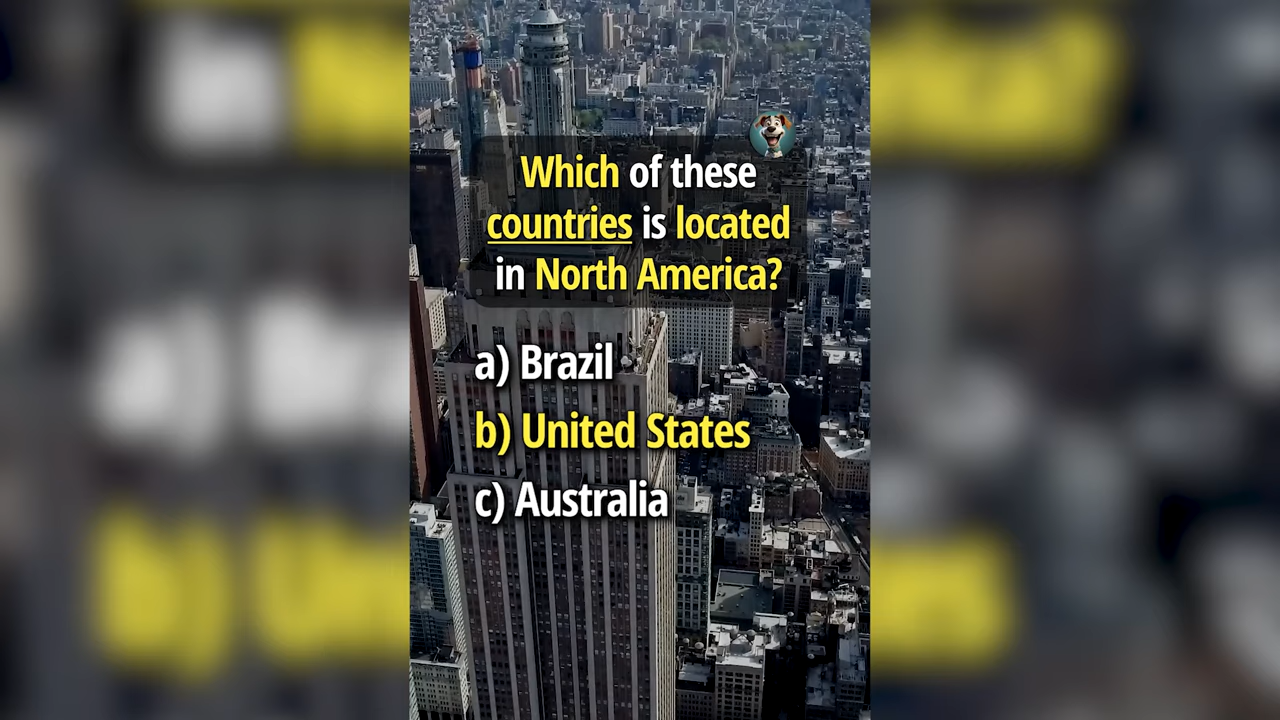 Which of these
countries is located
in North America?
a) Brazil
b) United States
c) Australia